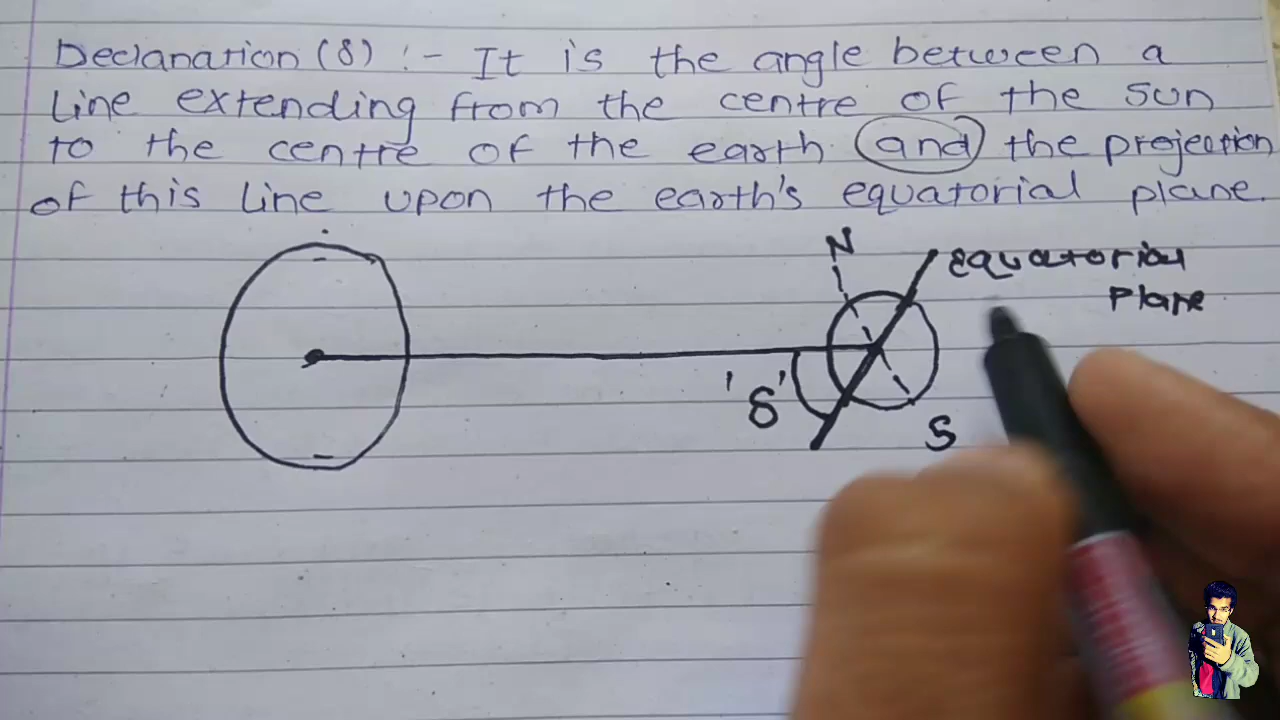 Declanation (δ) :- It is the angle between a
line extending from the centre of the sun
to the centre of the earth and the projection
of this line upon the earth's equatorial plane.
N
equatorial
plane
'δ'
S